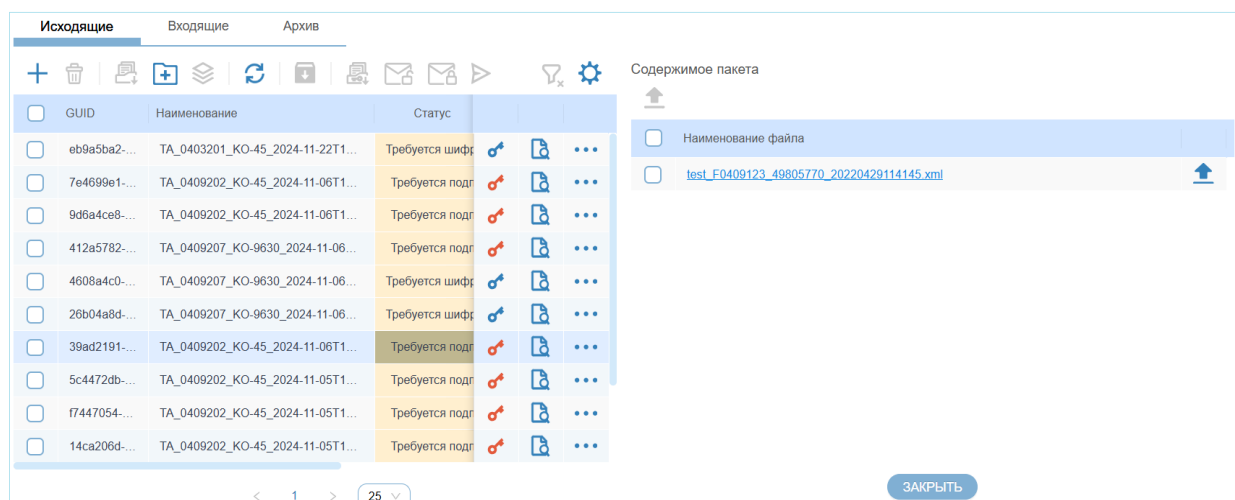 Исходящие Входящие Архив
Содержимое пакета
GUID Наименование Статус
Наименование файла
eb9a5ba2-... TA_0403201_KO-45_2024-11-22T1... Требуется шифр
test_F0409123_49805770_20220429114145.xml
7e4699e1-... TA_0409202_KO-45_2024-11-06T1... Требуется подп
9d6a4ce8-... TA_0409202_KO-45_2024-11-06T1... Требуется подп
412a5782-... TA_0409207_KO-9630_2024-11-06... Требуется подп
4608a4c0-... TA_0409207_KO-9630_2024-11-06... Требуется шифр
26b04a8d-... TA_0409207_KO-9630_2024-11-06... Требуется шифр
39ad2191-... TA_0409202_KO-45_2024-11-06T1... Требуется подп
5c4472db-... TA_0409202_KO-45_2024-11-05T1... Требуется подп
f7447054-... TA_0409202_KO-45_2024-11-05T1... Требуется подп
14ca206d-... TA_0409202_KO-45_2024-11-05T1... Требуется подп
< 1 > 25
ЗАКРЫТЬ